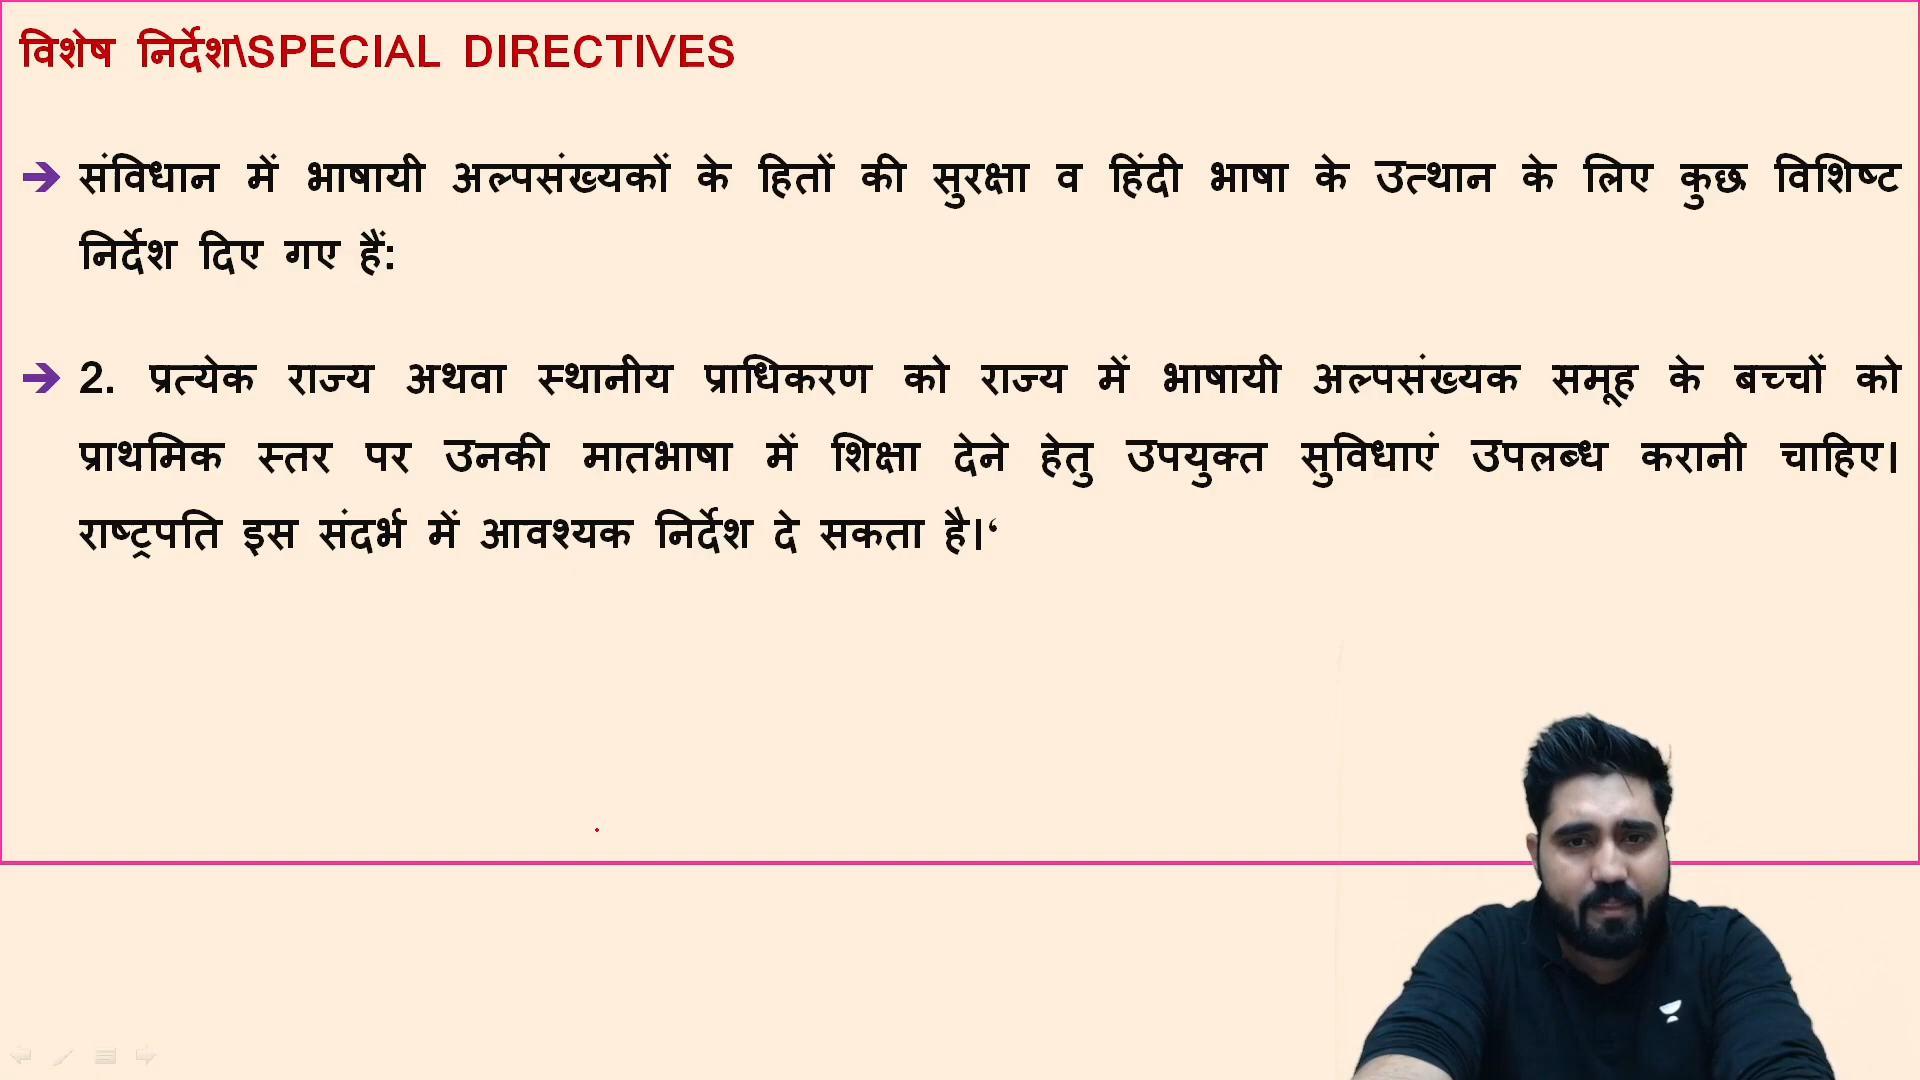 विशेष निर्देश\SPECIAL DIRECTIVES
➔ संविधान में भाषायी अल्पसंख्यकों के हितों की सुरक्षा व हिंदी भाषा के उत्थान के लिए कुछ विशिष्ट
निर्देश दिए गए हैं:
➔ 2. प्रत्येक राज्य अथवा स्थानीय प्राधिकरण को राज्य में भाषायी अल्पसंख्यक समूह के बच्चों को
प्राथमिक स्तर पर उनकी मातभाषा में शिक्षा देने हेतु उपयुक्त सुविधाएं उपलब्ध करानी चाहिए।
राष्ट्रपति इस संदर्भ में आवश्यक निर्देश दे सकता है।‘